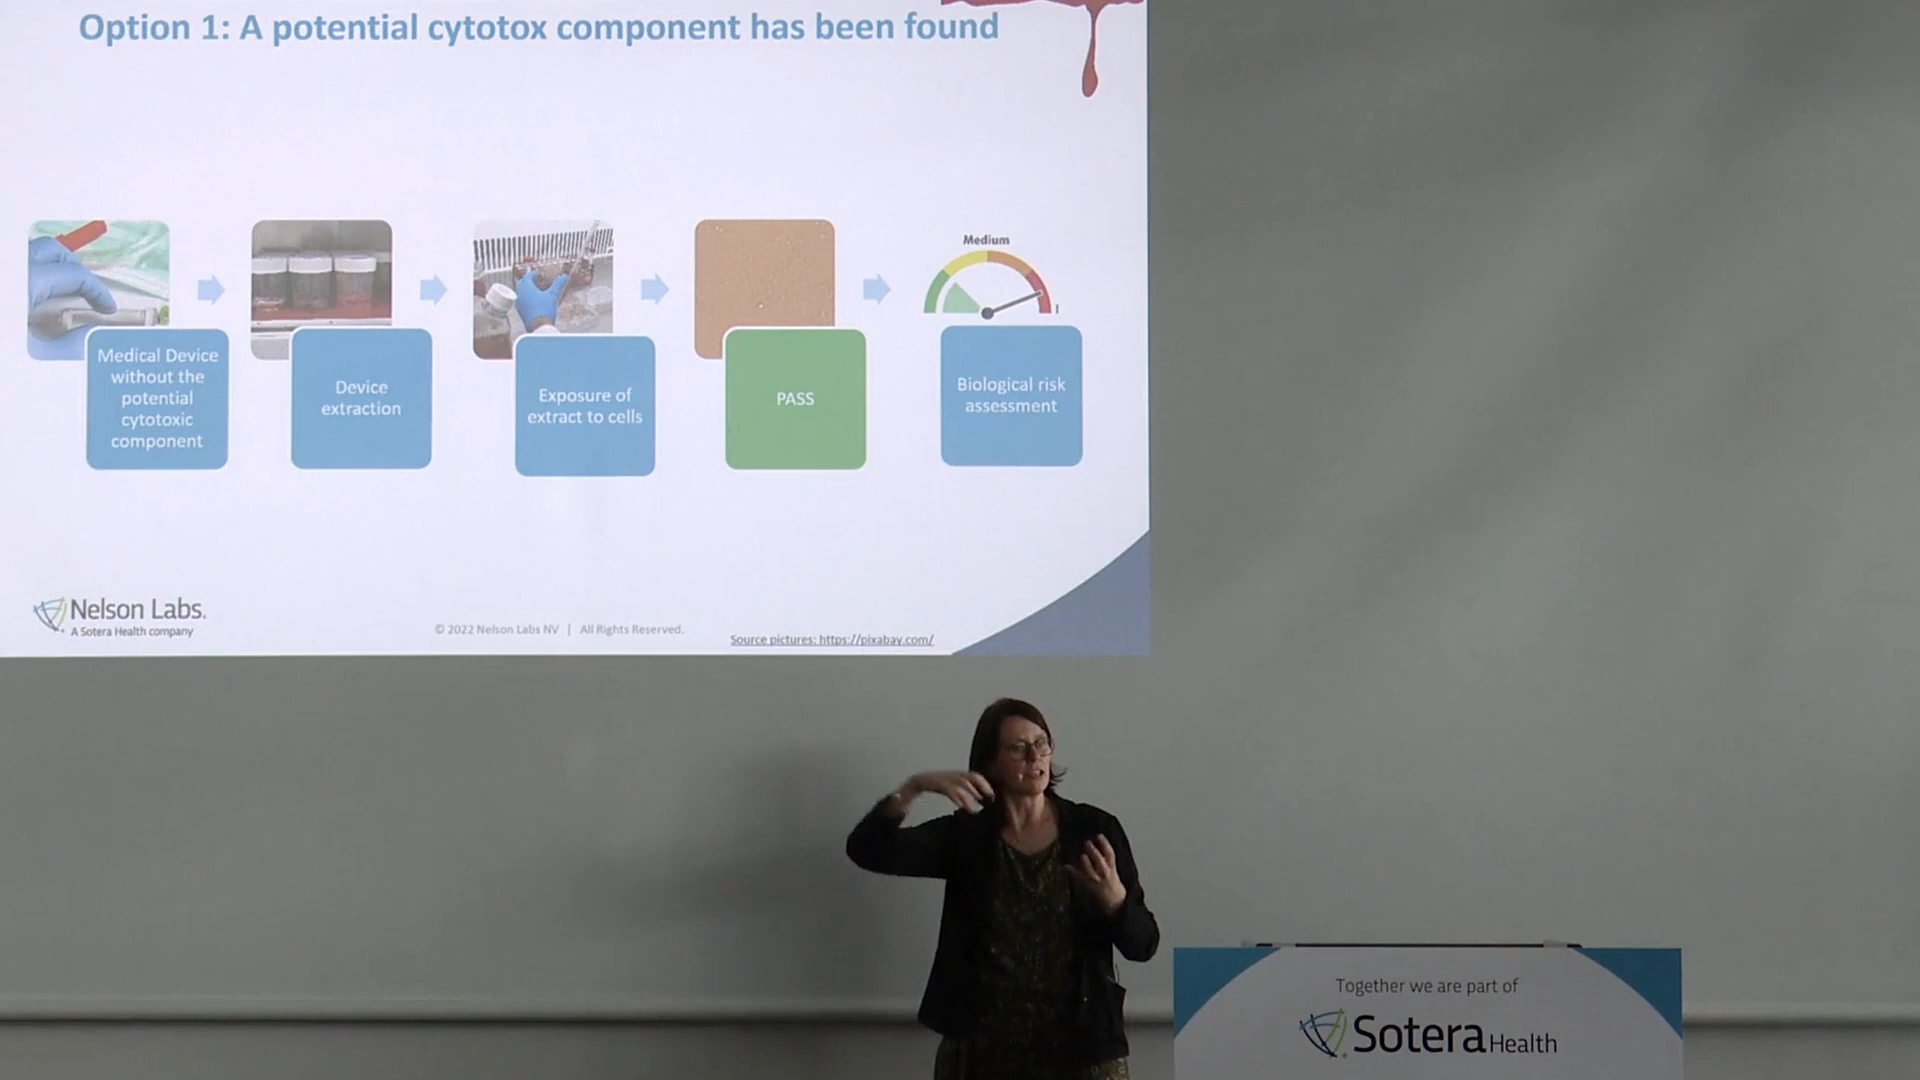 Option 1: A potential cytotox component has been found
Medium
Medical Device
without the
potential
cytotoxic
component
Device
extraction
Exposure of
extract to cells
PASS
Biological risk
assessment
Nelson Labs.
A Sotera Health company
© 2022 Nelson Labs NV | All Rights Reserved.
Source pictures: https://pixabay.com/
Together we are part of
Sotera Health